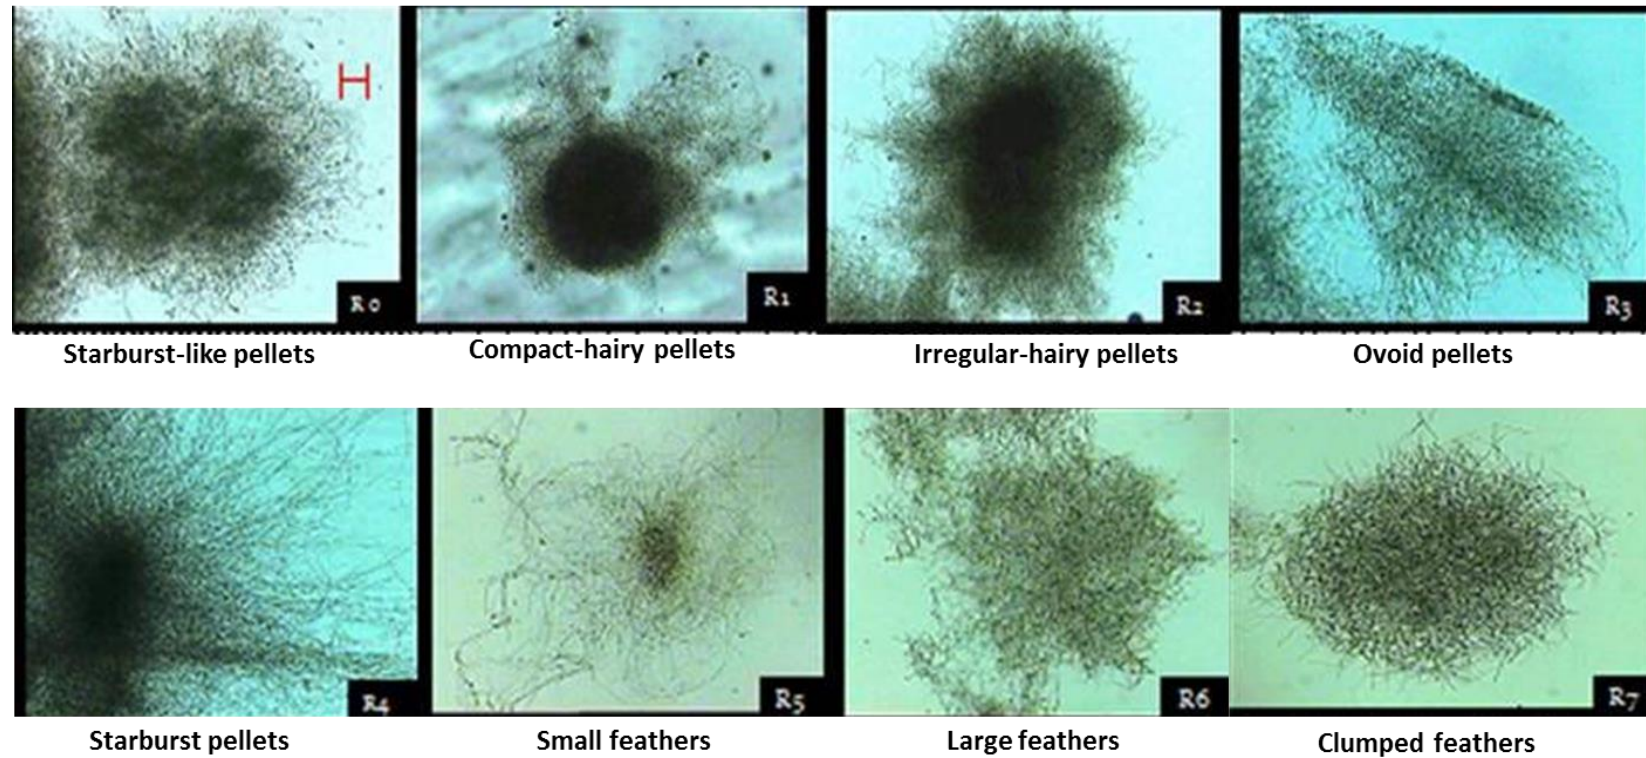 R0
R1
R2
R3
Starburst-like pellets
Compact-hairy pellets
Irregular-hairy pellets
Ovoid pellets
R4
R5
R6
R7
Starburst pellets
Small feathers
Large feathers
Clumped feathers